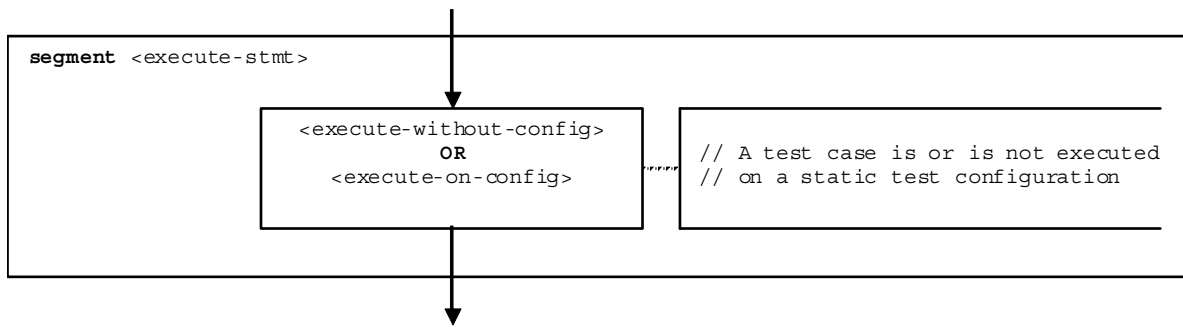 segment <execute-stmt>
<execute-without-config>
OR
<execute-on-config>
// A test case is or is not executed
// on a static test configuration